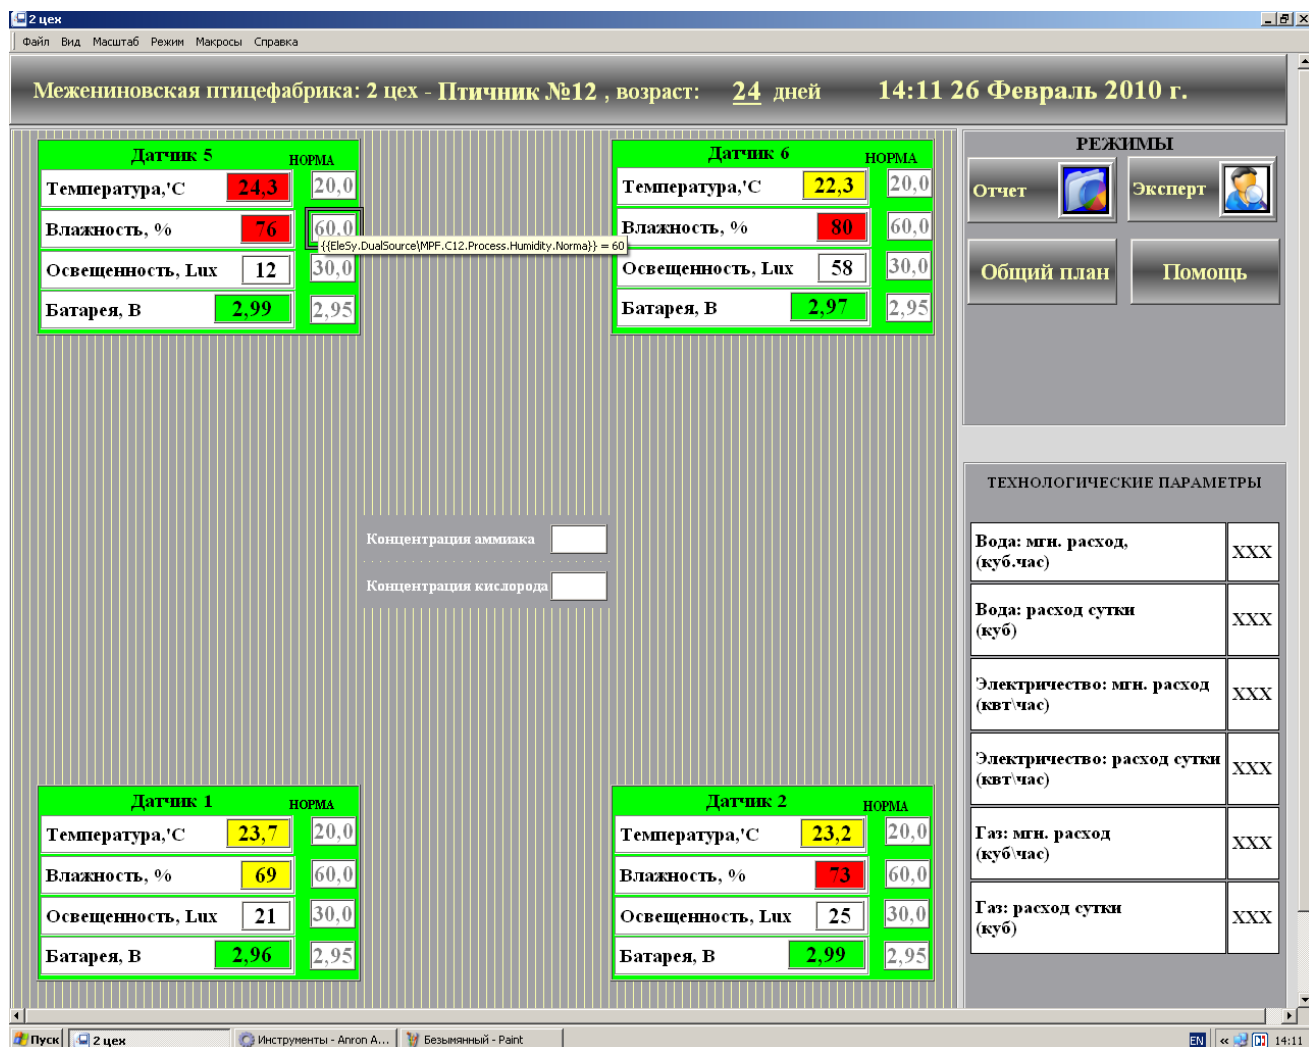 2 цех
Файл Вид Масштаб Режим Макросы Справка
Межениновская птицефабрика: 2 цех - Птичник №12 , возраст: 24 дней 14:11 26 Февраль 2010 г.
Датчик 5 НОРМА
Температура,'C 24,3 20,0
Влажность, % 76 60,0
{{EleSy.DualSource\MPF.C12.Process.Humidity.Norma}} = 60
Освещенность, Lux 12 30,0
Батарея, В 2,99 2,95
Датчик 6 НОРМА
Температура,'C 22,3 20,0
Влажность, % 80 60,0
Освещенность, Lux 58 30,0
Батарея, В 2,97 2,95
РЕЖИМЫ
Отчет Эксперт
Общий план Помощь
Концентрация аммиака
Концентрация кислорода
ТЕХНОЛОГИЧЕСКИЕ ПАРАМЕТРЫ
Вода: мгн. расход,
(куб.час) XXX
Вода: расход сутки
(куб) XXX
Электричество: мгн. расход
(квт\час) XXX
Электричество: расход сутки
(квт\час) XXX
Газ: мгн. расход
(куб\час) XXX
Газ: расход сутки
(куб) XXX
Датчик 1 НОРМА
Температура,'C 23,7 20,0
Влажность, % 69 60,0
Освещенность, Lux 21 30,0
Батарея, В 2,96 2,95
Датчик 2 НОРМА
Температура,'C 23,2 20,0
Влажность, % 73 60,0
Освещенность, Lux 25 30,0
Батарея, В 2,99 2,95
Пуск 2 цех Инструменты - Anron A... Безымянный - Paint EN « 14:11